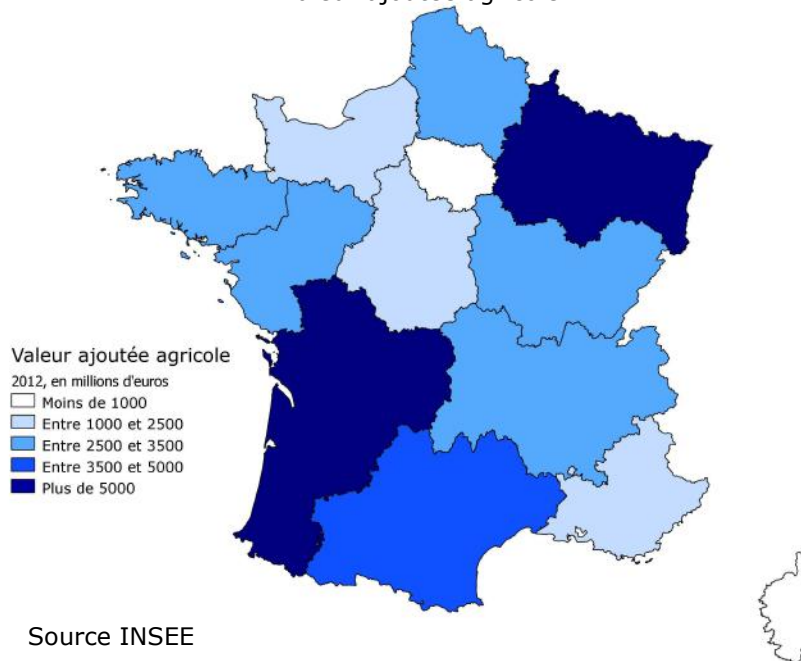 Valeur ajoutée agricole
2012, en millions d'euros
Moins de 1000
Entre 1000 et 2500
Entre 2500 et 3500
Entre 3500 et 5000
Plus de 5000
Source INSEE